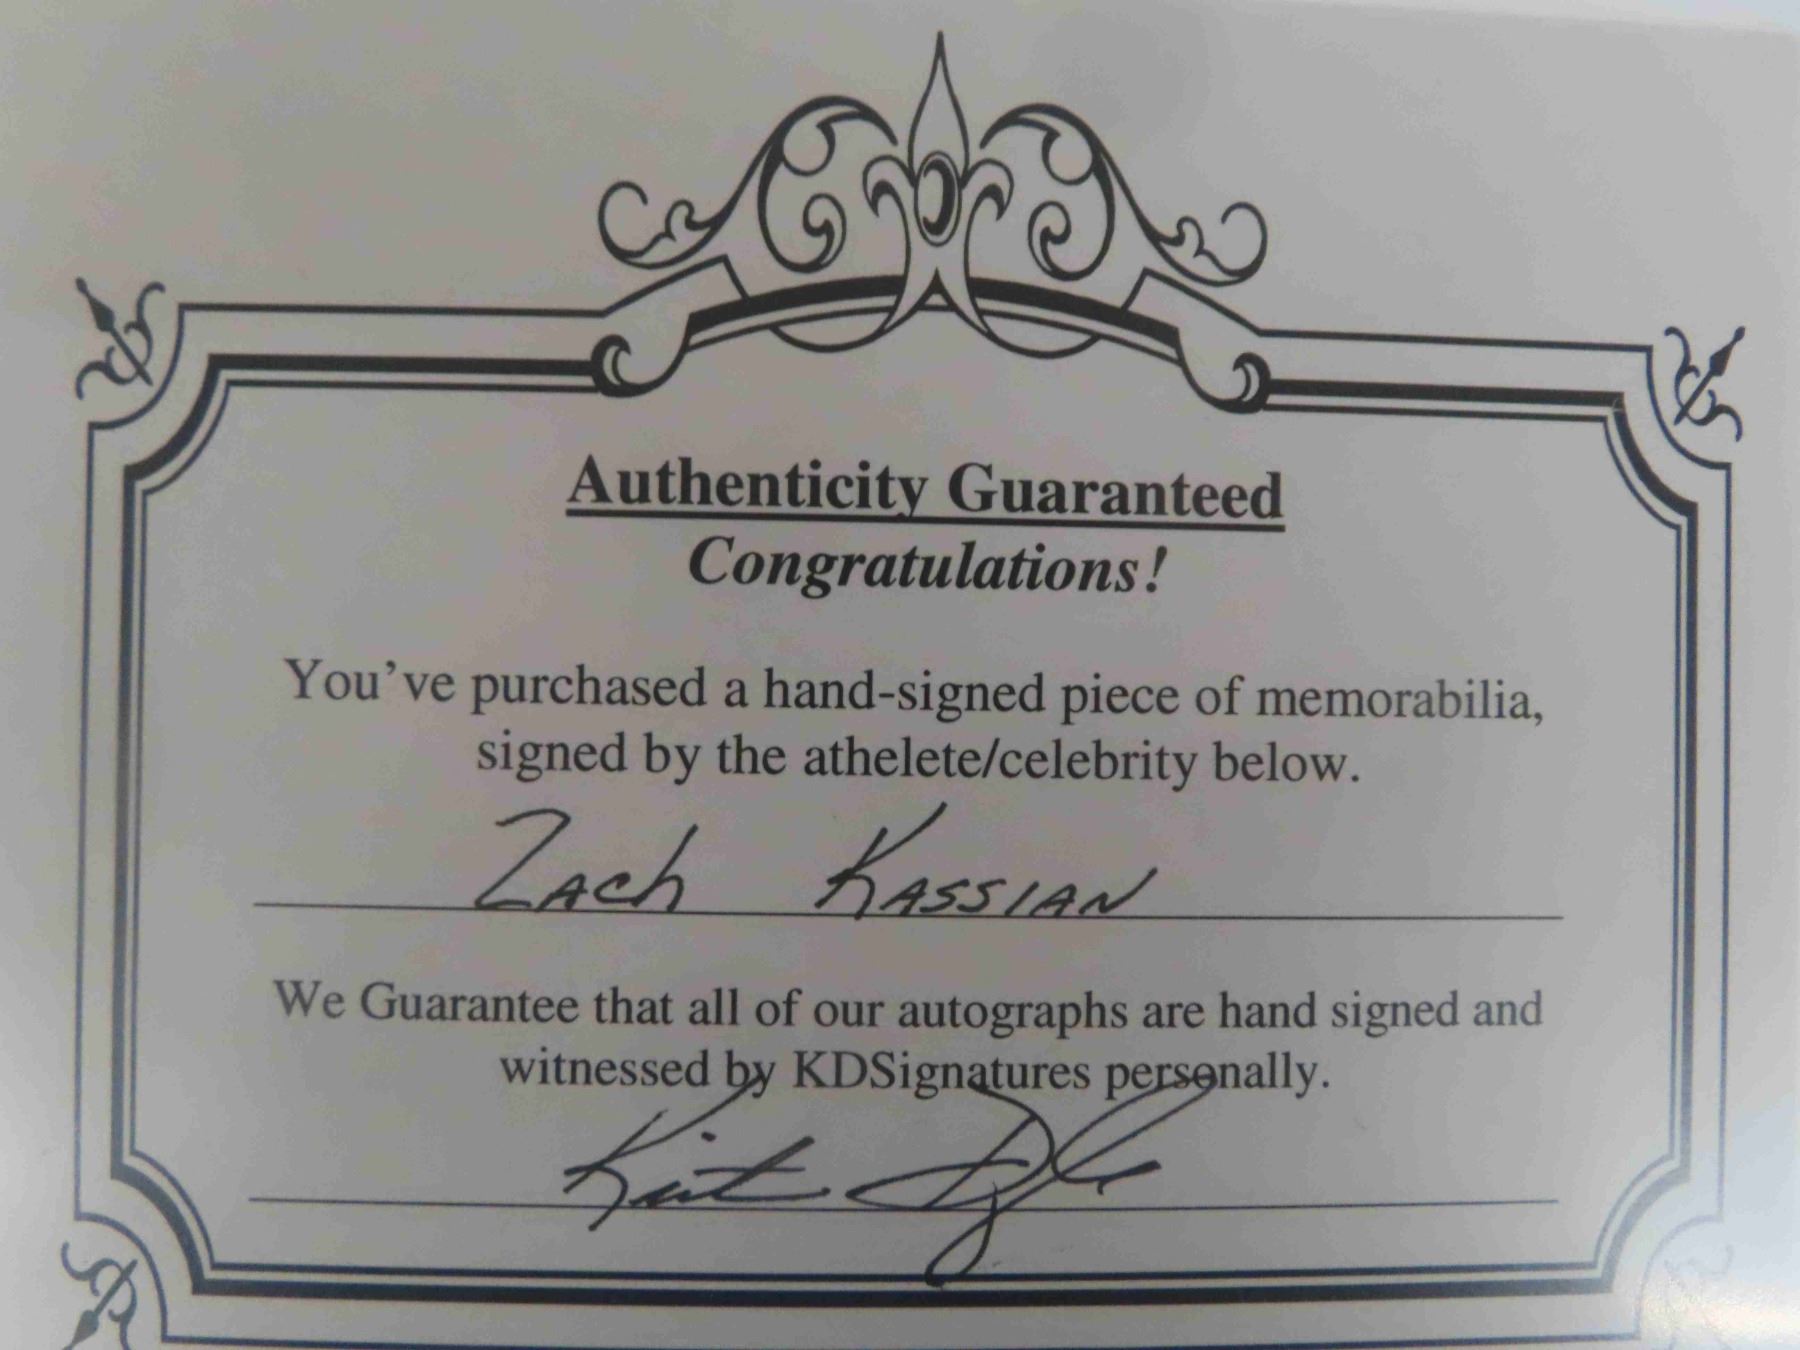 Authenticity Guaranteed
Congratulations!
You've purchased a hand-signed piece of memorabilia,
signed by the athelete/celebrity below.
Zach Kassian
We Guarantee that all of our autographs are hand signed and
witnessed by KDSignatures personally.